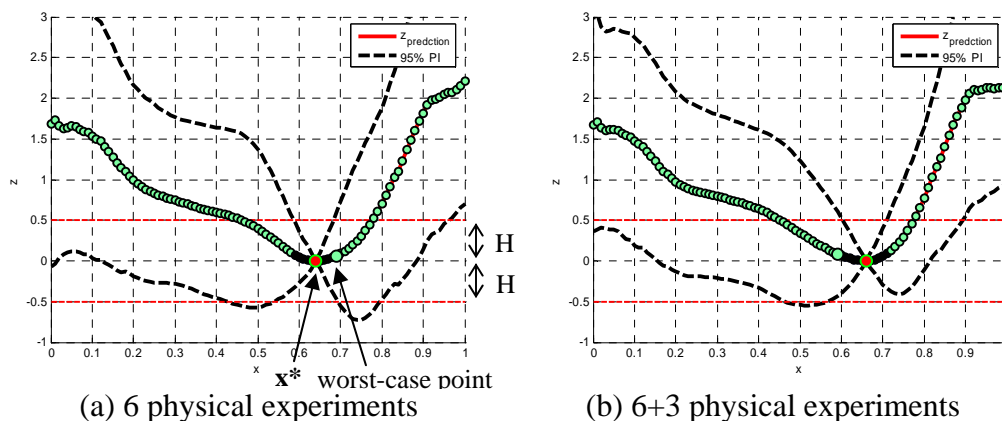 3
2.5
2
1.5
1
0.5
0
-0.5
-1
z
0 0.1 0.2 0.3 0.4 0.5 0.6 0.7 0.8 0.9 1
x
z predction
95% PI
H
H
x* worst-case point
(a) 6 physical experiments
3
2.5
2
1.5
1
0.5
0
-0.5
-1
z
0 0.1 0.2 0.3 0.4 0.5 0.6 0.7 0.8 0.9
x
z predction
95% PI
(b) 6+3 physical experiments